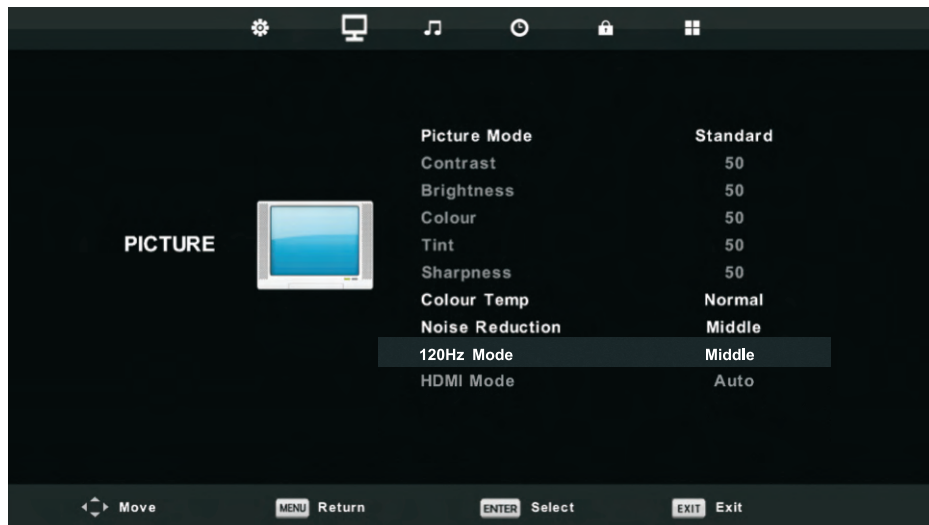 Picture Mode Standard
Contrast 50
Brightness 50
Colour 50
Tint 50
PICTURE
Sharpness 50
Colour Temp Normal
Noise Reduction Middle
120Hz Mode Middle
HDMI Mode Auto
Move MENU Return ENTER Select EXIT Exit